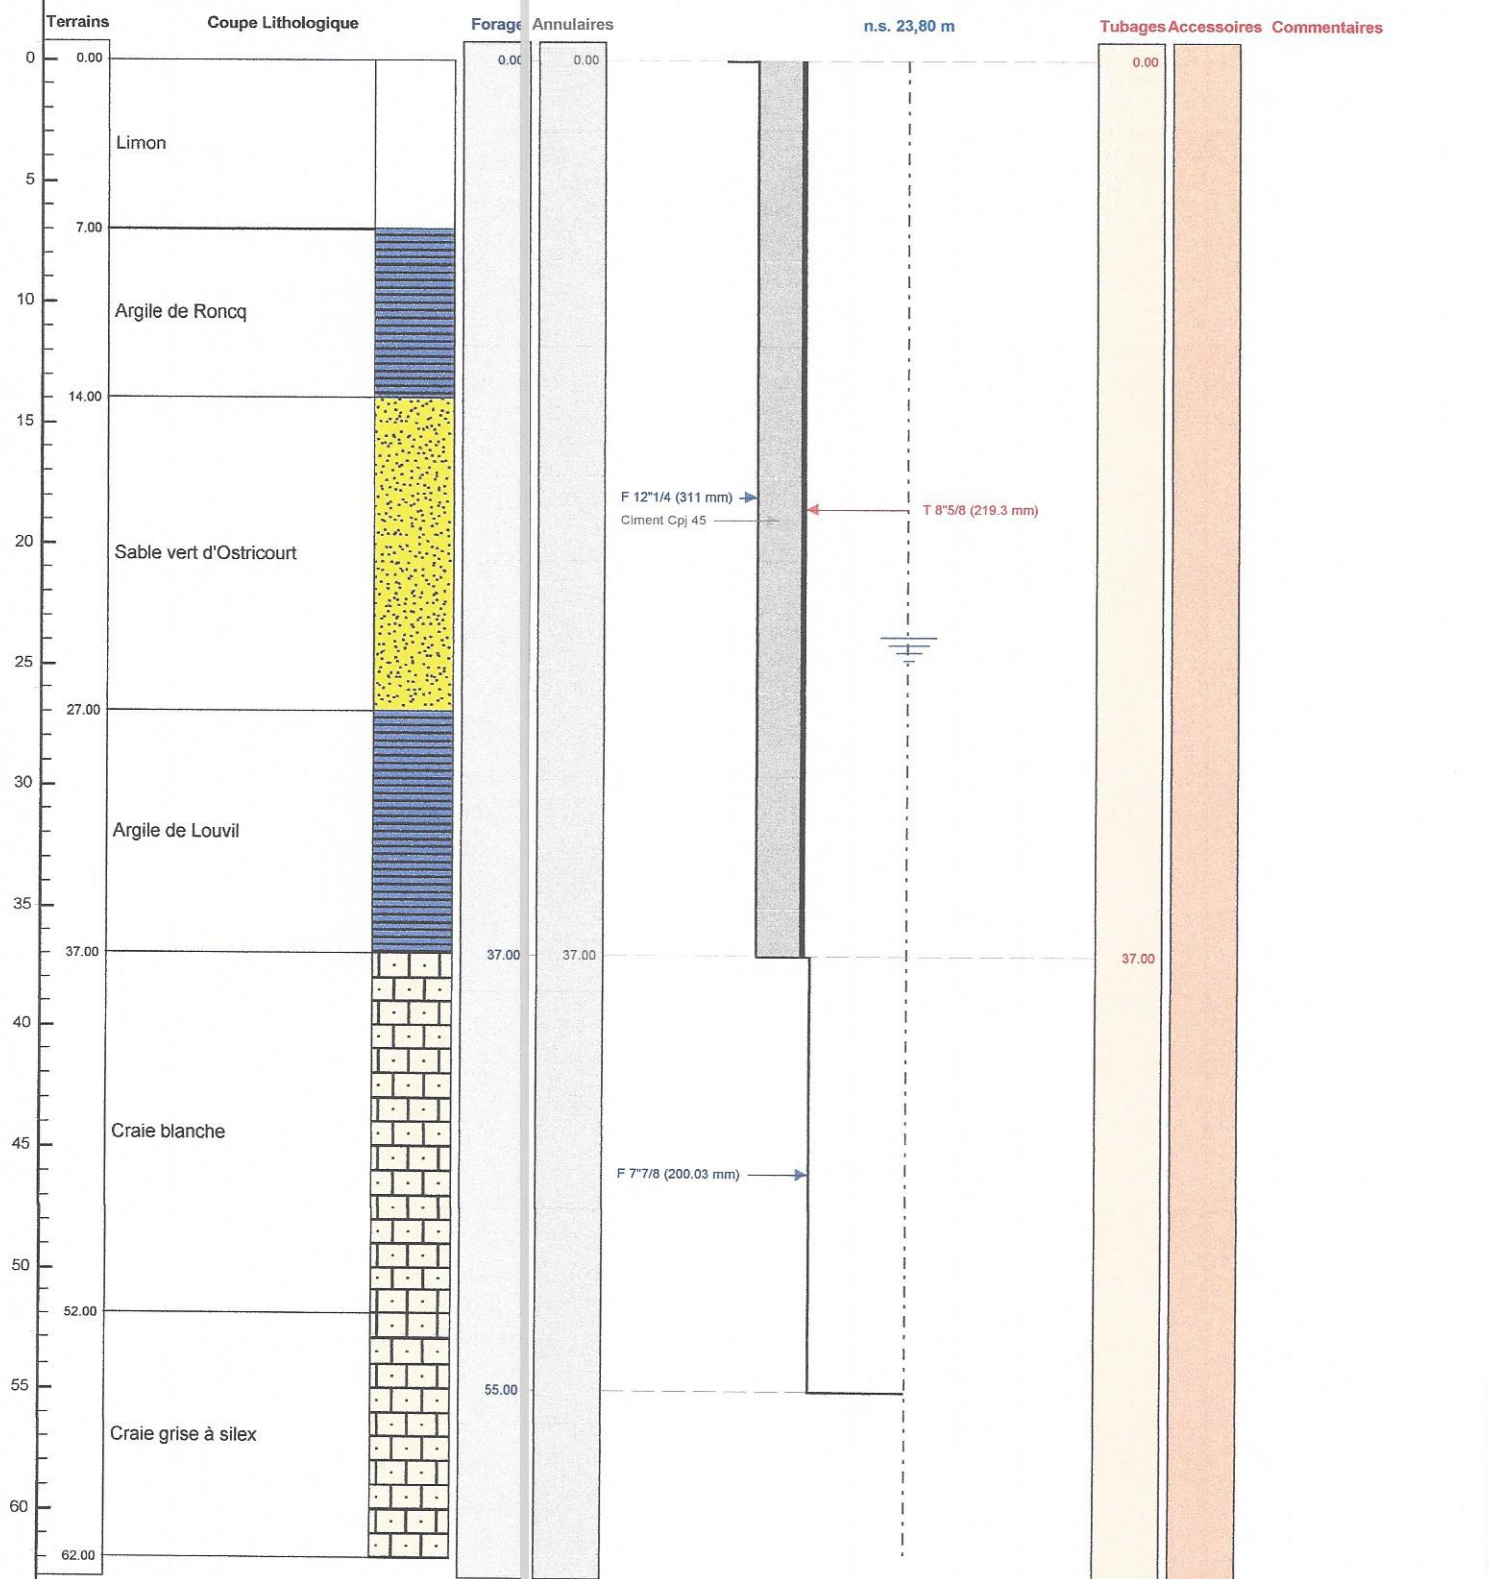 Terrains Coupe Lithologique Forage Annulaires n.s. 23,80 m Tubages Accessoires Commentaires
0 0.00 0.00 0.00 0.00
Limon
5
7.00
10
Argile de Roncq
14.00
15
F 12"1/4 (311 mm) T 8"5/8 (219.3 mm)
Ciment Cpj 45
20
Sable vert d'Ostricourt
25
27.00
30
Argile de Louvil
35
37.00 37.00 37.00 37.00
40
Craie blanche
45
F 7"7/8 (200.03 mm)
50
52.00
55 55.00
Craie grise à silex
60
62.00